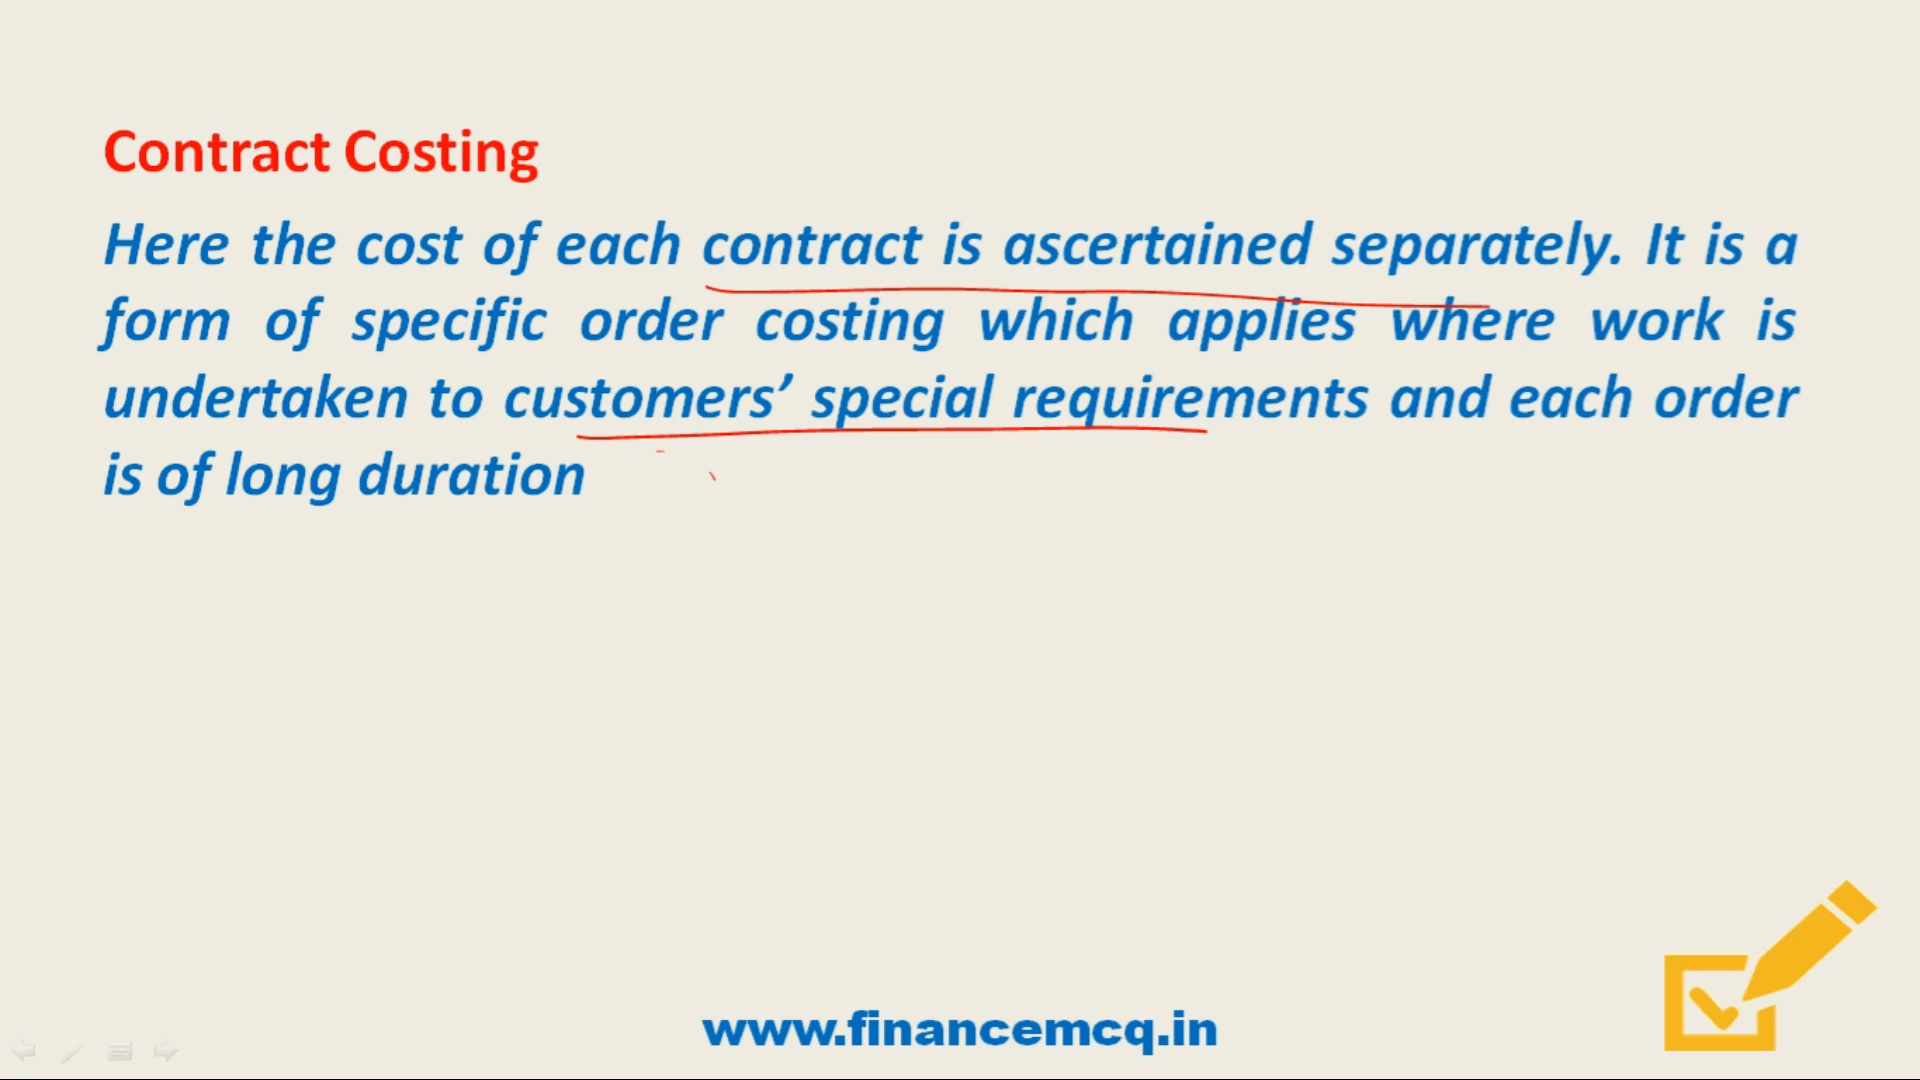 Contract Costing
Here the cost of each contract is ascertained separately. It is a
form of specific order costing which applies where work is
undertaken to customers’ special requirements and each order
is of long duration
www.financemcq.in